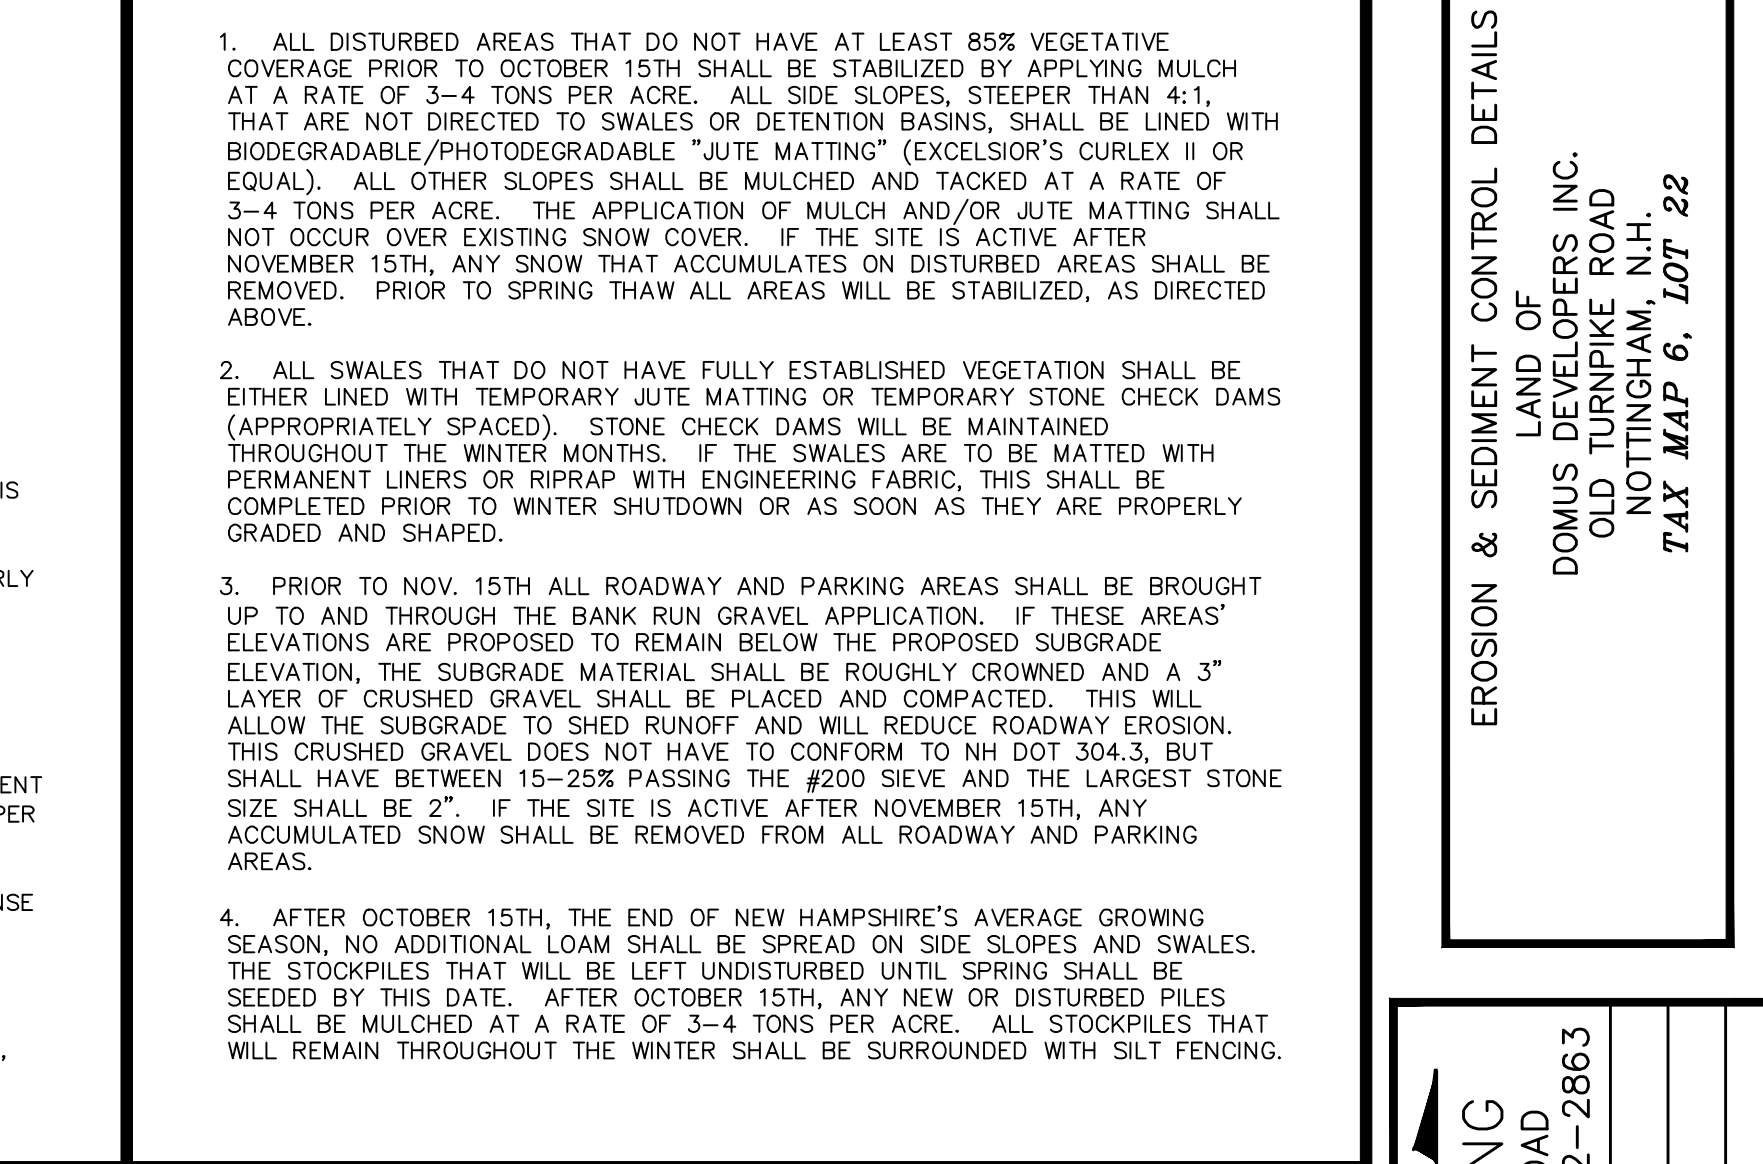 IS
RLY
ENT
PER
NSE
,
1. ALL DISTURBED AREAS THAT DO NOT HAVE AT LEAST 85% VEGETATIVE
COVERAGE PRIOR TO OCTOBER 15TH SHALL BE STABILIZED BY APPLYING MULCH
AT A RATE OF 3-4 TONS PER ACRE. ALL SIDE SLOPES, STEEPER THAN 4:1,
THAT ARE NOT DIRECTED TO SWALES OR DETENTION BASINS, SHALL BE LINED WITH
BIODEGRADABLE/PHOTODEGRADABLE "JUTE MATTING" (EXCELSIOR'S CURLEX II OR
EQUAL). ALL OTHER SLOPES SHALL BE MULCHED AND TACKED AT A RATE OF
3-4 TONS PER ACRE. THE APPLICATION OF MULCH AND/OR JUTE MATTING SHALL
NOT OCCUR OVER EXISTING SNOW COVER. IF THE SITE IS ACTIVE AFTER
NOVEMBER 15TH, ANY SNOW THAT ACCUMULATES ON DISTURBED AREAS SHALL BE
REMOVED. PRIOR TO SPRING THAW ALL AREAS WILL BE STABILIZED, AS DIRECTED
ABOVE.
2. ALL SWALES THAT DO NOT HAVE FULLY ESTABLISHED VEGETATION SHALL BE
EITHER LINED WITH TEMPORARY JUTE MATTING OR TEMPORARY STONE CHECK DAMS
(APPROPRIATELY SPACED). STONE CHECK DAMS WILL BE MAINTAINED
THROUGHOUT THE WINTER MONTHS. IF THE SWALES ARE TO BE MATTED WITH
PERMANENT LINERS OR RIPRAP WITH ENGINEERING FABRIC, THIS SHALL BE
COMPLETED PRIOR TO WINTER SHUTDOWN OR AS SOON AS THEY ARE PROPERLY
GRADED AND SHAPED.
3. PRIOR TO NOV. 15TH ALL ROADWAY AND PARKING AREAS SHALL BE BROUGHT
UP TO AND THROUGH THE BANK RUN GRAVEL APPLICATION. IF THESE AREAS'
ELEVATIONS ARE PROPOSED TO REMAIN BELOW THE PROPOSED SUBGRADE
ELEVATION, THE SUBGRADE MATERIAL SHALL BE ROUGHLY CROWNED AND A 3"
LAYER OF CRUSHED GRAVEL SHALL BE PLACED AND COMPACTED. THIS WILL
ALLOW THE SUBGRADE TO SHED RUNOFF AND WILL REDUCE ROADWAY EROSION.
THIS CRUSHED GRAVEL DOES NOT HAVE TO CONFORM TO NH DOT 304.3, BUT
SHALL HAVE BETWEEN 15-25% PASSING THE #200 SIEVE AND THE LARGEST STONE
SIZE SHALL BE 2". IF THE SITE IS ACTIVE AFTER NOVEMBER 15TH, ANY
ACCUMULATED SNOW SHALL BE REMOVED FROM ALL ROADWAY AND PARKING
AREAS.
4. AFTER OCTOBER 15TH, THE END OF NEW HAMPSHIRE'S AVERAGE GROWING
SEASON, NO ADDITIONAL LOAM SHALL BE SPREAD ON SIDE SLOPES AND SWALES.
THE STOCKPILES THAT WILL BE LEFT UNDISTURBED UNTIL SPRING SHALL BE
SEEDED BY THIS DATE. AFTER OCTOBER 15TH, ANY NEW OR DISTURBED PILES
SHALL BE MULCHED AT A RATE OF 3-4 TONS PER ACRE. ALL STOCKPILES THAT
WILL REMAIN THROUGHOUT THE WINTER SHALL BE SURROUNDED WITH SILT FENCING.
EROSION & SEDIMENT CONTROL DETAILS
LAND OF
DOMUS DEVELOPERS INC.
OLD TURNPIKE ROAD
NOTTINGHAM, N.H.
TAX MAP 6, LOT 22
NG
OAD
2-2863